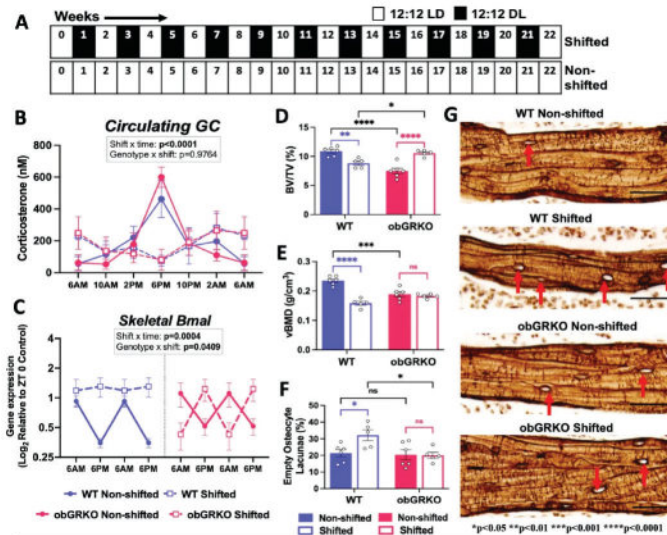 Weeks
12:12 LD
12:12 DL
A
0 1 2 3 4 5 6 7 8 9 10 11 12 13 14 15 16 17 18 19 20 21 22
Shifted
0 1 2 3 4 5 6 7 8 9 10 11 12 13 14 15 16 17 18 19 20 21 22
Non-
shifted
B
Circulating GC
Shift x time: p<0.0001
Genotype x shift: p=0.9764
Corticosterone (nM)
800
600
400
200
0
6AM 10AM 2PM 6PM 10PM 2AM 6AM
C
Skeletal Bmal
Shift x time: p=0.0004
Genotype x shift: p=0.0409
Gene expression
(Log2 Relative to ZT 0 Control)
4
2
1
0.5
0.25
6AM 6PM 6AM 6PM 6AM 6PM 6AM 6PM
WT Non-shifted
WT Shifted
obGRKO Non-shifted
obGRKO Shifted
D
*
****
**
****
BV/TV (%)
15
10
5
0
WT
obGRKO
E
***
****
ns
vBMD (g/cm3)
0.3
0.2
0.1
0.0
WT
obGRKO
F
*
ns
*
ns
Empty Osteocyte
Lacunae (%)
50
40
30
20
10
0
WT
obGRKO
Non-shifted
Shifted
Non-shifted
Shifted
G
WT Non-shifted
WT Shifted
obGRKO Non-shifted
obGRKO Shifted
*p<0.05 **p<0.01 ***p<0.001 ****p<0.0001